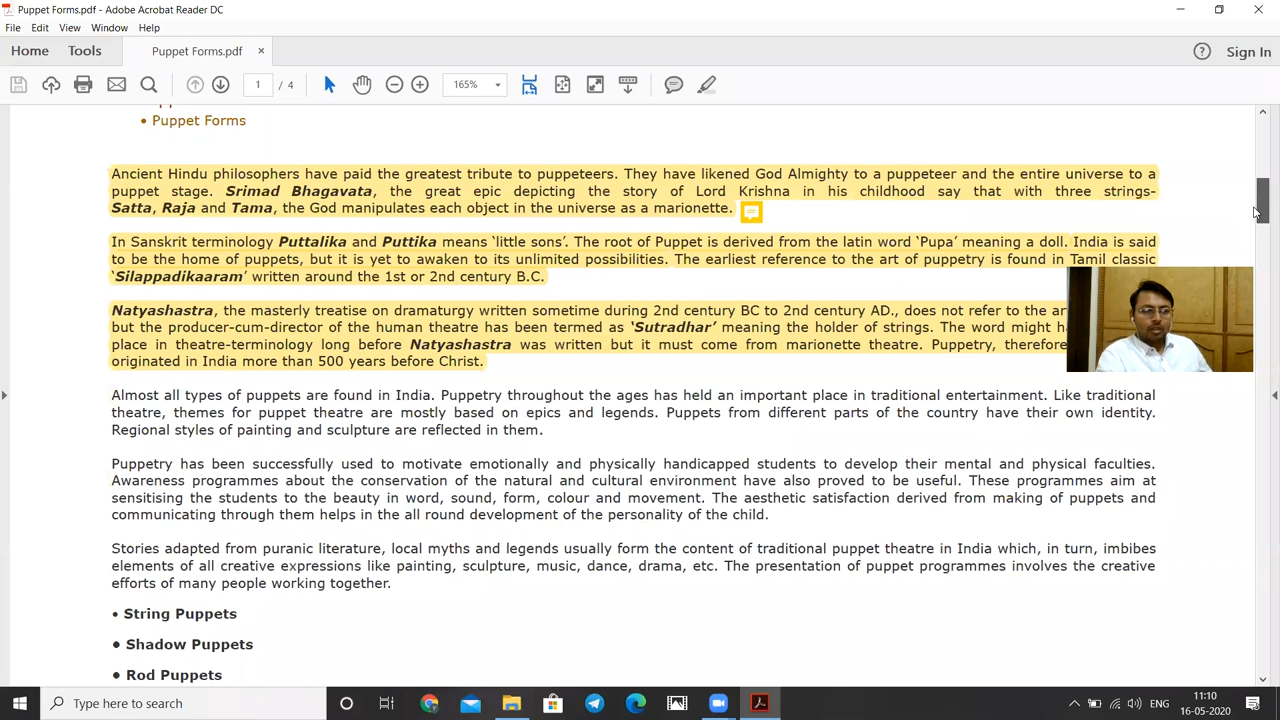 Puppet Forms.pdf - Adobe Acrobat Reader DC
File Edit View Window Help
Home Tools Puppet Forms.pdf × Sign In
1 / 4 165%
• Puppet Forms
Ancient Hindu philosophers have paid the greatest tribute to puppeteers. They have likened God Almighty to a puppeteer and the entire universe to a
puppet stage. Srimad Bhagavata, the great epic depicting the story of Lord Krishna in his childhood say that with three strings-
Satta, Raja and Tama, the God manipulates each object in the universe as a marionette.
In Sanskrit terminology Puttalika and Puttika means ‘little sons’. The root of Puppet is derived from the latin word ‘Pupa’ meaning a doll. India is said
to be the home of puppets, but it is yet to awaken to its unlimited possibilities. The earliest reference to the art of puppetry is found in Tamil classic
‘Silappadikaaram’ written around the 1st or 2nd century B.C.
Natyashastra, the masterly treatise on dramaturgy written sometime during 2nd century BC to 2nd century AD., does not refer to the
but the producer-cum-director of the human theatre has been termed as ‘Sutradhar’ meaning the holder of strings. The word might
place in theatre-terminology long before Natyashastra was written but it must come from marionette theatre. Puppetry, therefore
originated in India more than 500 years before Christ.
Almost all types of puppets are found in India. Puppetry throughout the ages has held an important place in traditional entertainment. Like traditional
theatre, themes for puppet theatre are mostly based on epics and legends. Puppets from different parts of the country have their own identity.
Regional styles of painting and sculpture are reflected in them.
Puppetry has been successfully used to motivate emotionally and physically handicapped students to develop their mental and physical faculties.
Awareness programmes about the conservation of the natural and cultural environment have also proved to be useful. These programmes aim at
sensitising the students to the beauty in word, sound, form, colour and movement. The aesthetic satisfaction derived from making of puppets and
communicating through them helps in the all round development of the personality of the child.
Stories adapted from puranic literature, local myths and legends usually form the content of traditional puppet theatre in India which, in turn, imbibes
elements of all creative expressions like painting, sculpture, music, dance, drama, etc. The presentation of puppet programmes involves the creative
efforts of many people working together.
• String Puppets
• Shadow Puppets
• Rod Puppets
Type here to search
ENG
11:10
16-05-2020